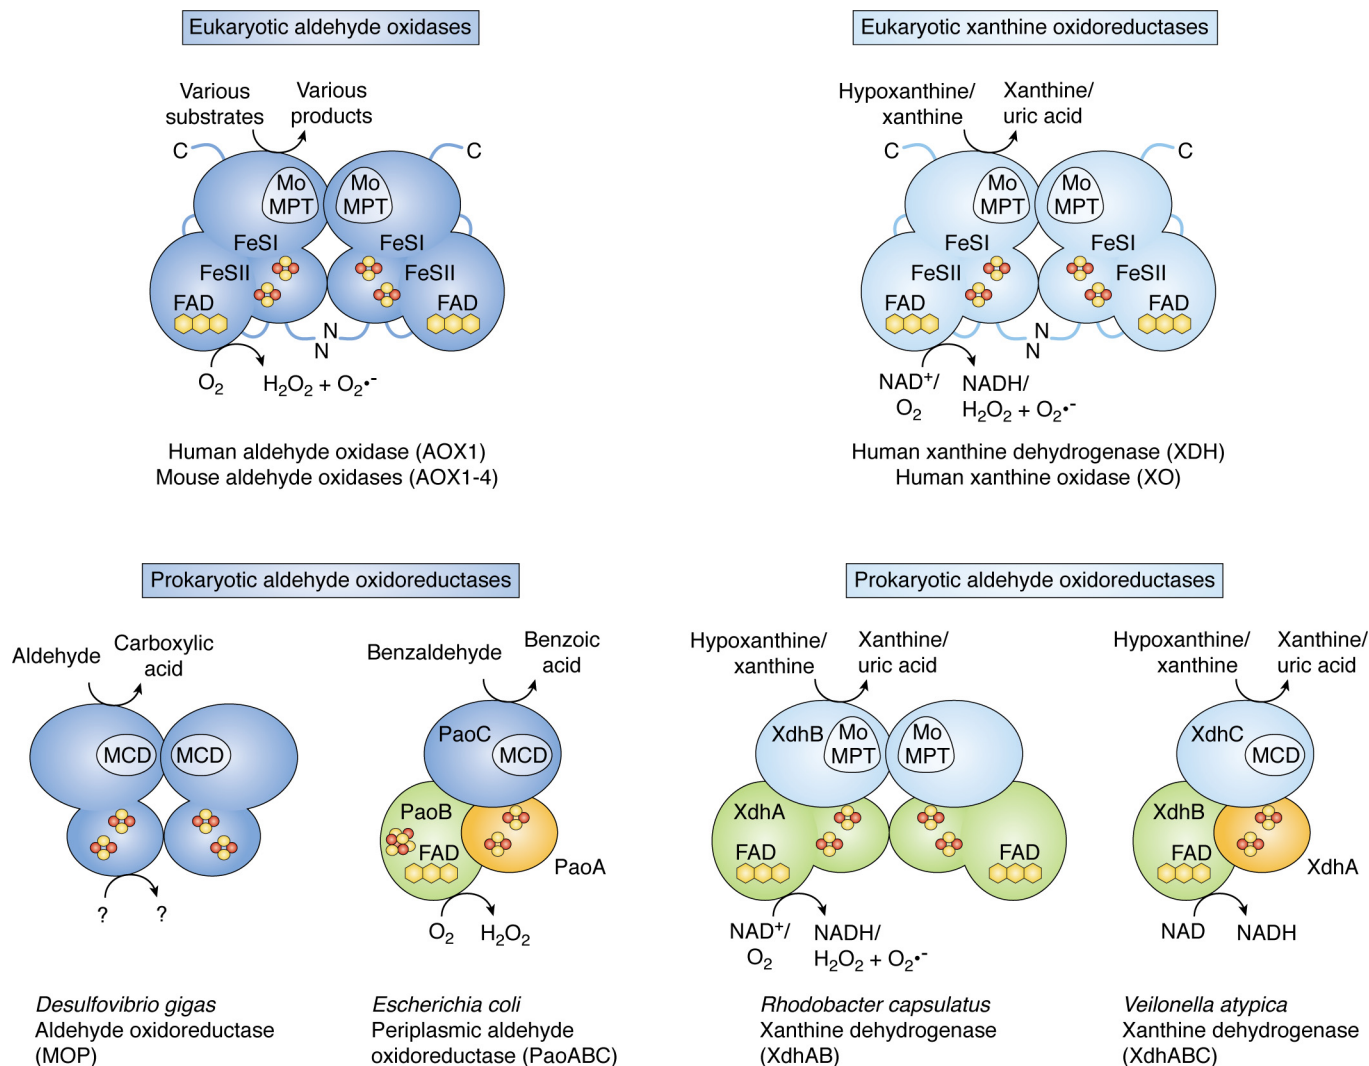 Eukaryotic aldehyde oxidases
Various
substrates
Various
products
C
C
Mo
MPT
Mo
MPT
FeSI
FeSI
FeSII
FeSII
FAD
FAD
N
N
O₂
H₂O₂ + O₂•-
Human aldehyde oxidase (AOX1)
Mouse aldehyde oxidases (AOX1-4)
Eukaryotic xanthine oxidoreductases
Hypoxanthine/
xanthine
Xanthine/
uric acid
C
C
Mo
MPT
Mo
MPT
FeSI
FeSI
FeSII
FeSII
FAD
FAD
N
N
NAD⁺/
O₂
NADH/
H₂O₂ + O₂•-
Human xanthine dehydrogenase (XDH)
Human xanthine oxidase (XO)
Prokaryotic aldehyde oxidoreductases
Aldehyde
Carboxylic
acid
MCD
MCD
?
?
Desulfovibrio gigas
Aldehyde oxidoreductase
(MOP)
Benzaldehyde
Benzoic
acid
PaoC
MCD
PaoB
FAD
PaoA
O₂
H₂O₂
Escherichia coli
Periplasmic aldehyde
oxidoreductase (PaoABC)
Prokaryotic aldehyde oxidoreductases
Hypoxanthine/
xanthine
Xanthine/
uric acid
XdhB
Mo
MPT
Mo
MPT
XdhA
FAD
FAD
NAD⁺/
O₂
NADH/
H₂O₂ + O₂•-
Rhodobacter capsulatus
Xanthine dehydrogenase
(XdhAB)
Hypoxanthine/
xanthine
Xanthine/
uric acid
XdhC
MCD
XdhB
FAD
XdhA
NAD
NADH
Veilonella atypica
Xanthine dehydrogenase
(XdhABC)